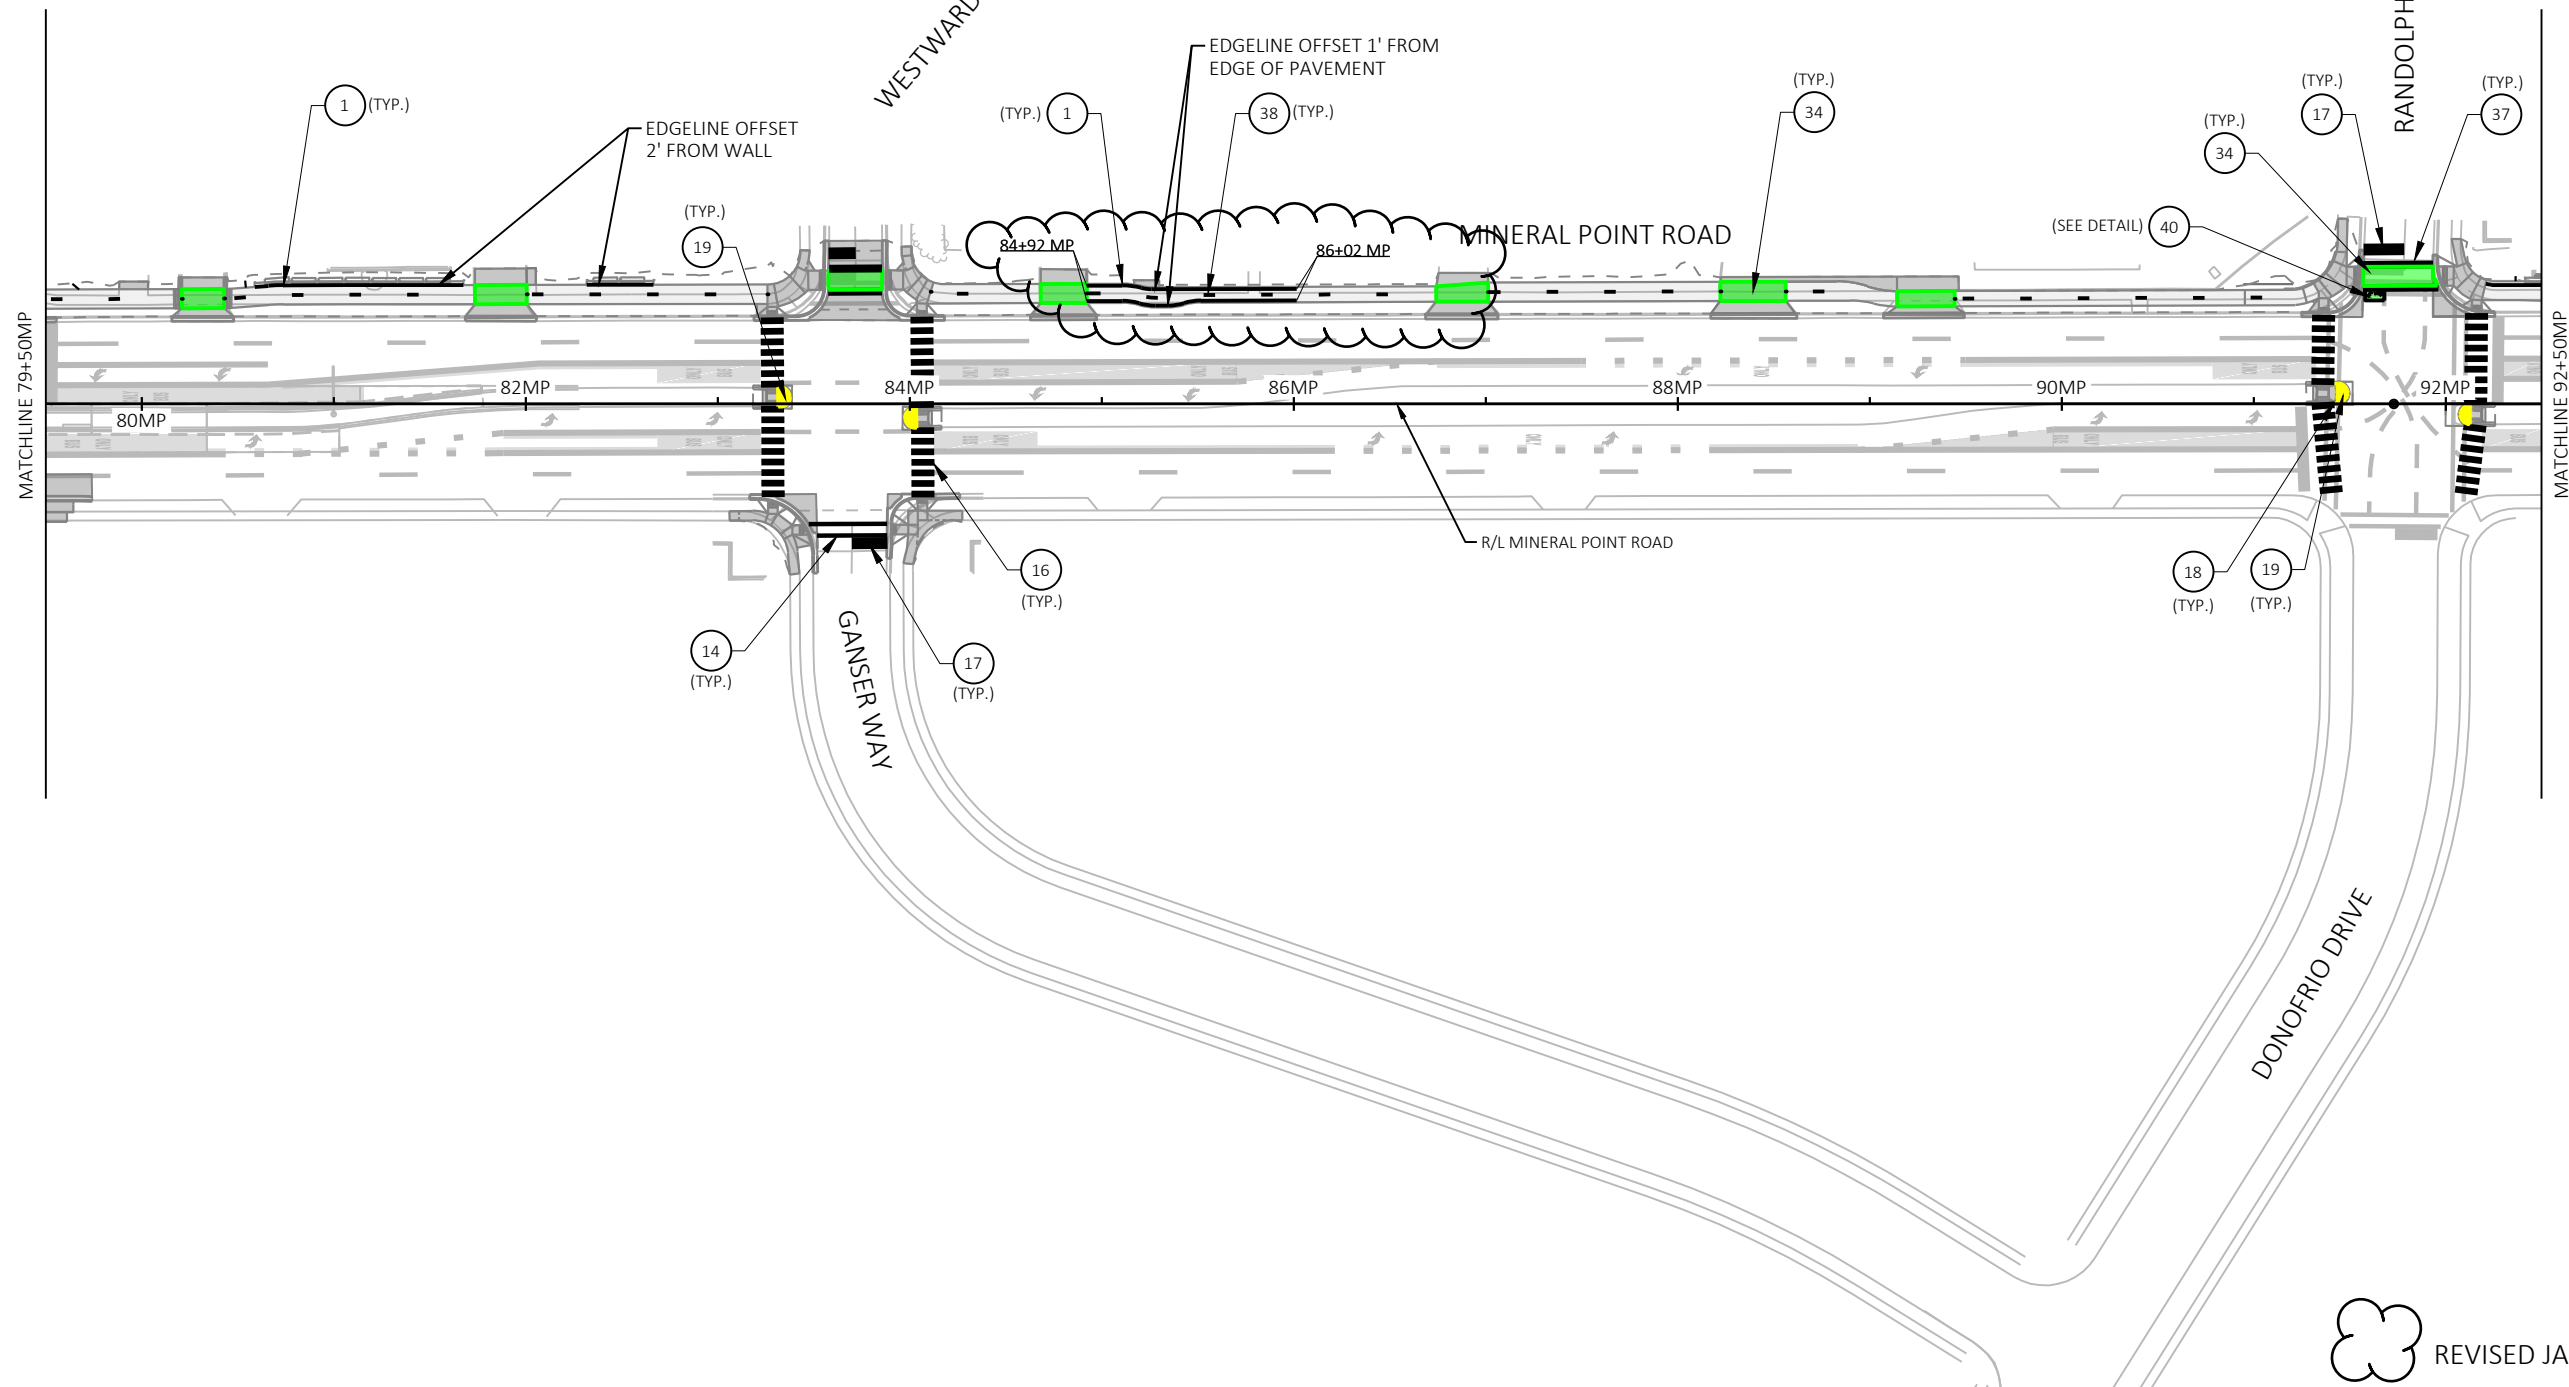 WESTWARD
RANDOLPH
EDGELINE OFFSET 1' FROM
EDGE OF PAVEMENT
1 (TYP.)
(TYP.) 1
38 (TYP.)
(TYP.)
34
(TYP.)
17
(TYP.)
37
EDGELINE OFFSET
2' FROM WALL
(TYP.)
34
(TYP.)
19
(SEE DETAIL) 40
MINERAL POINT ROAD
84+92 MP
86+02 MP
MATCHLINE 79+50MP
MATCHLINE 92+50MP
80MP
82MP
84MP
86MP
88MP
90MP
92MP
ONLY
BUS
R/L MINERAL POINT ROAD
16
(TYP.)
18
(TYP.)
19
(TYP.)
14
(TYP.)
17
(TYP.)
GANSER WAY
DONOFRIO DRIVE
REVISED JA